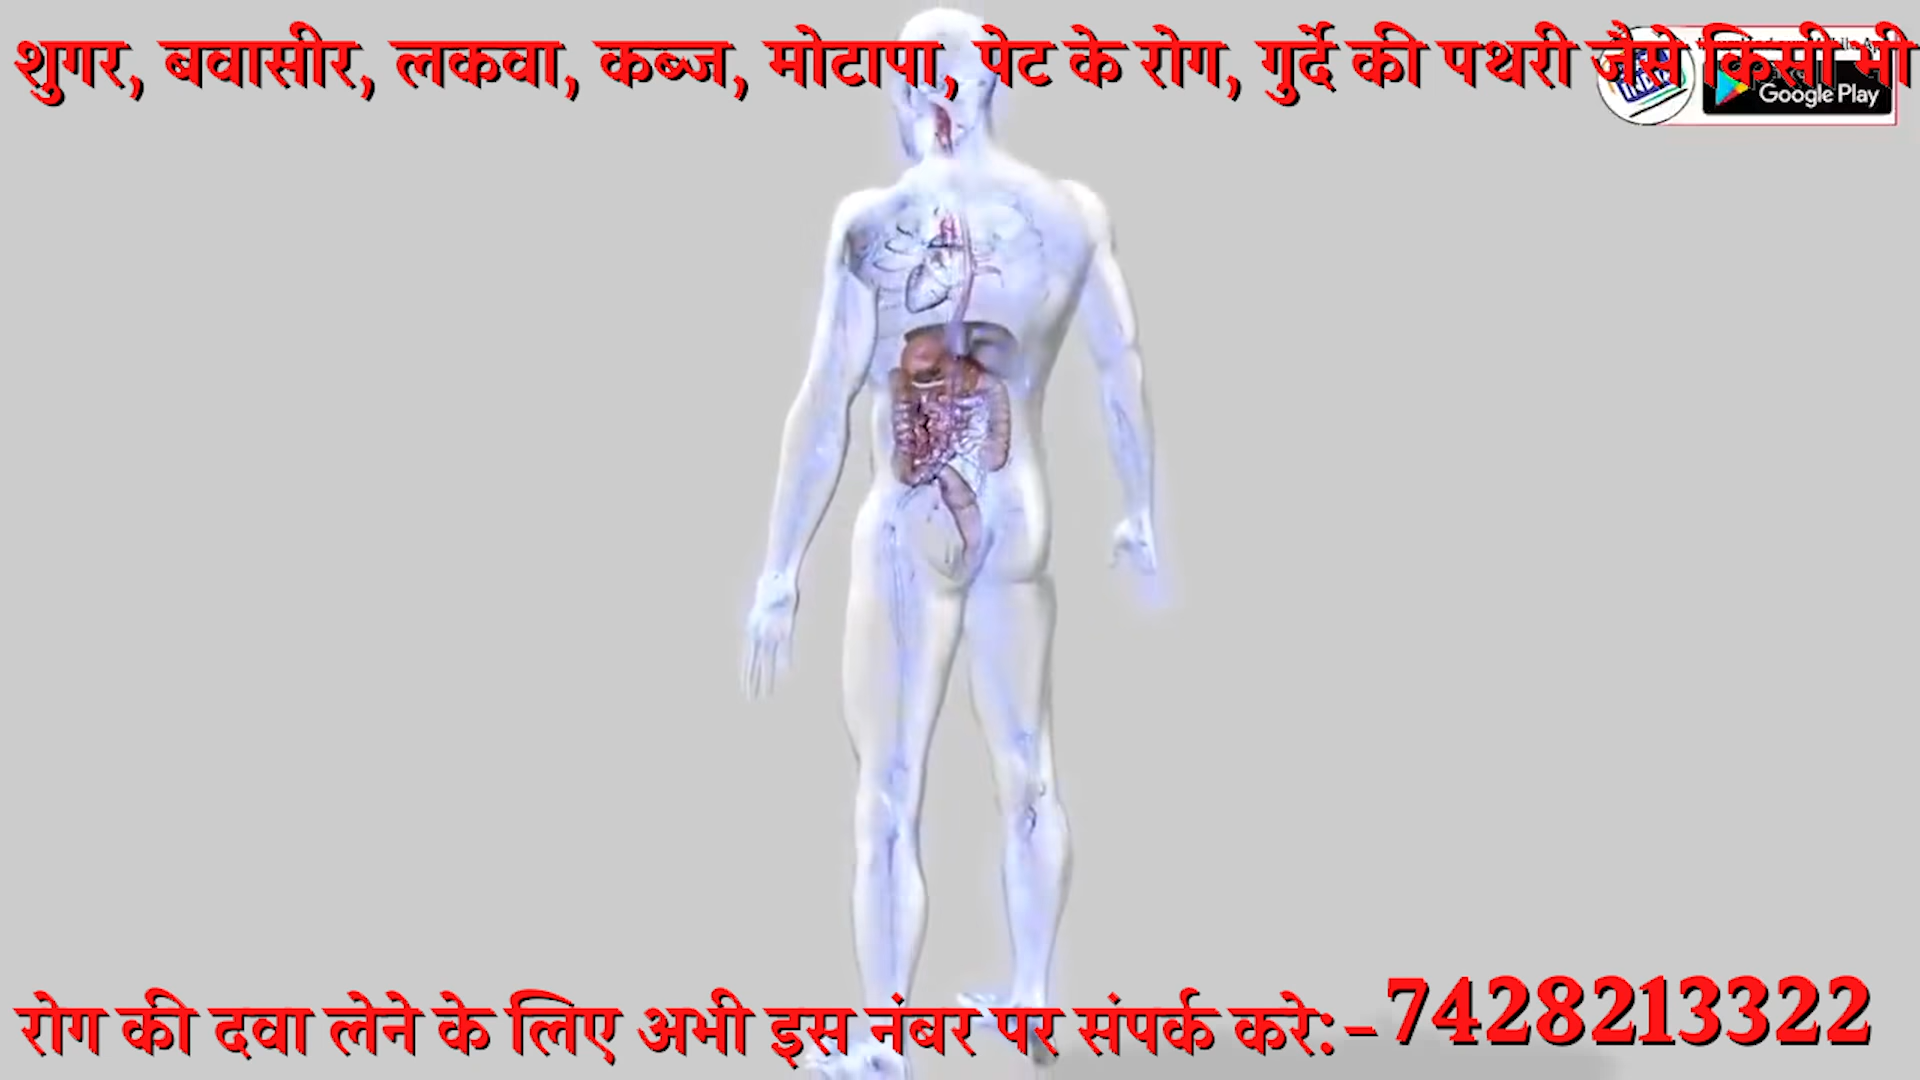 शुगर, बवासीर, लकवा, कब्ज, मोटापा, पेट के रोग, गुर्दे की पथरी जैसे किसी भी
Google Play
रोग की दवा लेने के लिए अभी इस नंबर पर संपर्क करे:-7428213322